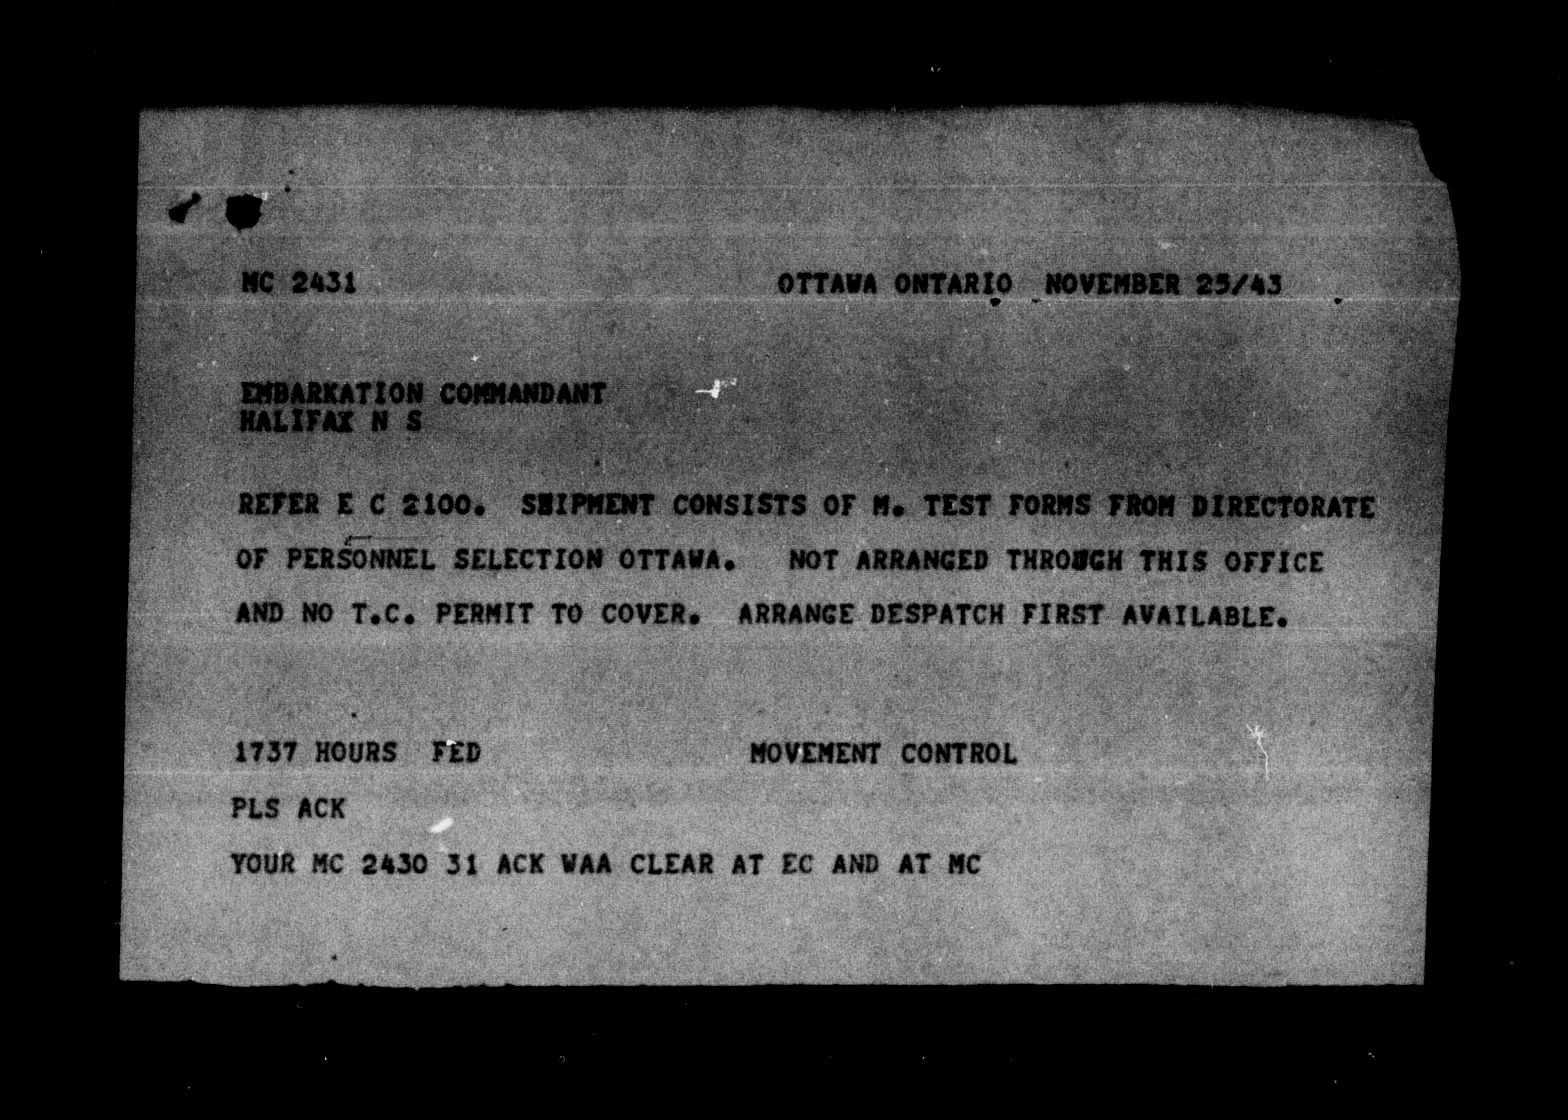 MC 2431 OTTAWA ONTARIO NOVEMBER 25/43
EMBARKATION COMMANDANT
HALIFAX N S
REFER E C 2100. SHIPMENT CONSISTS OF M. TEST FORMS FROM DIRECTORATE
OF PERSONNEL SELECTION OTTAWA. NOT ARRANGED THROUGH THIS OFFICE
AND NO T.C. PERMIT TO COVER. ARRANGE DESPATCH FIRST AVAILABLE.
1737 HOURS FED MOVEMENT CONTROL
PLS ACK
YOUR MC 2430 31 ACK WAA CLEAR AT EC AND AT MC